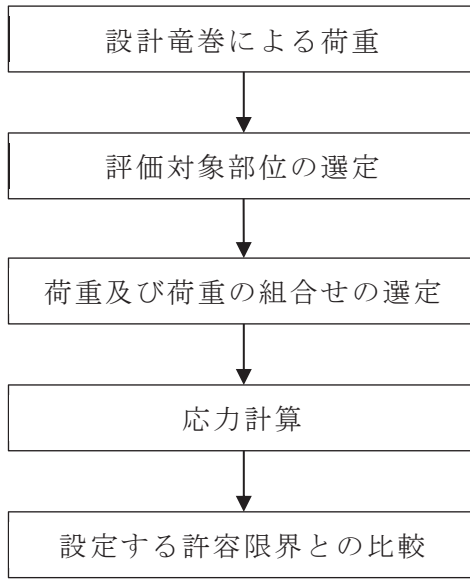 設計竜巻による荷重
評価対象部位の選定
荷重及び荷重の組合せの選定
応力計算
設定する許容限界との比較